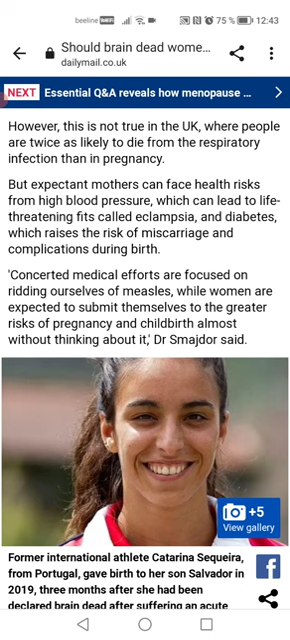 beeline WiFi 75 % 12:43
Should brain dead wome...
dailymail.co.uk
NEXT Essential Q&A reveals how menopause ...
However, this is not true in the UK, where people
are twice as likely to die from the respiratory
infection than in pregnancy.
But expectant mothers can face health risks
from high blood pressure, which can lead to life-
threatening fits called eclampsia, and diabetes,
which raises the risk of miscarriage and
complications during birth.
'Concerted medical efforts are focused on
ridding ourselves of measles, while women are
expected to submit themselves to the greater
risks of pregnancy and childbirth almost
without thinking about it,' Dr Smajdor said.
+5
View gallery
Former international athlete Catarina Sequeira,
from Portugal, gave birth to her son Salvador in
2019, three months after she had been
declared brain dead after suffering an acute